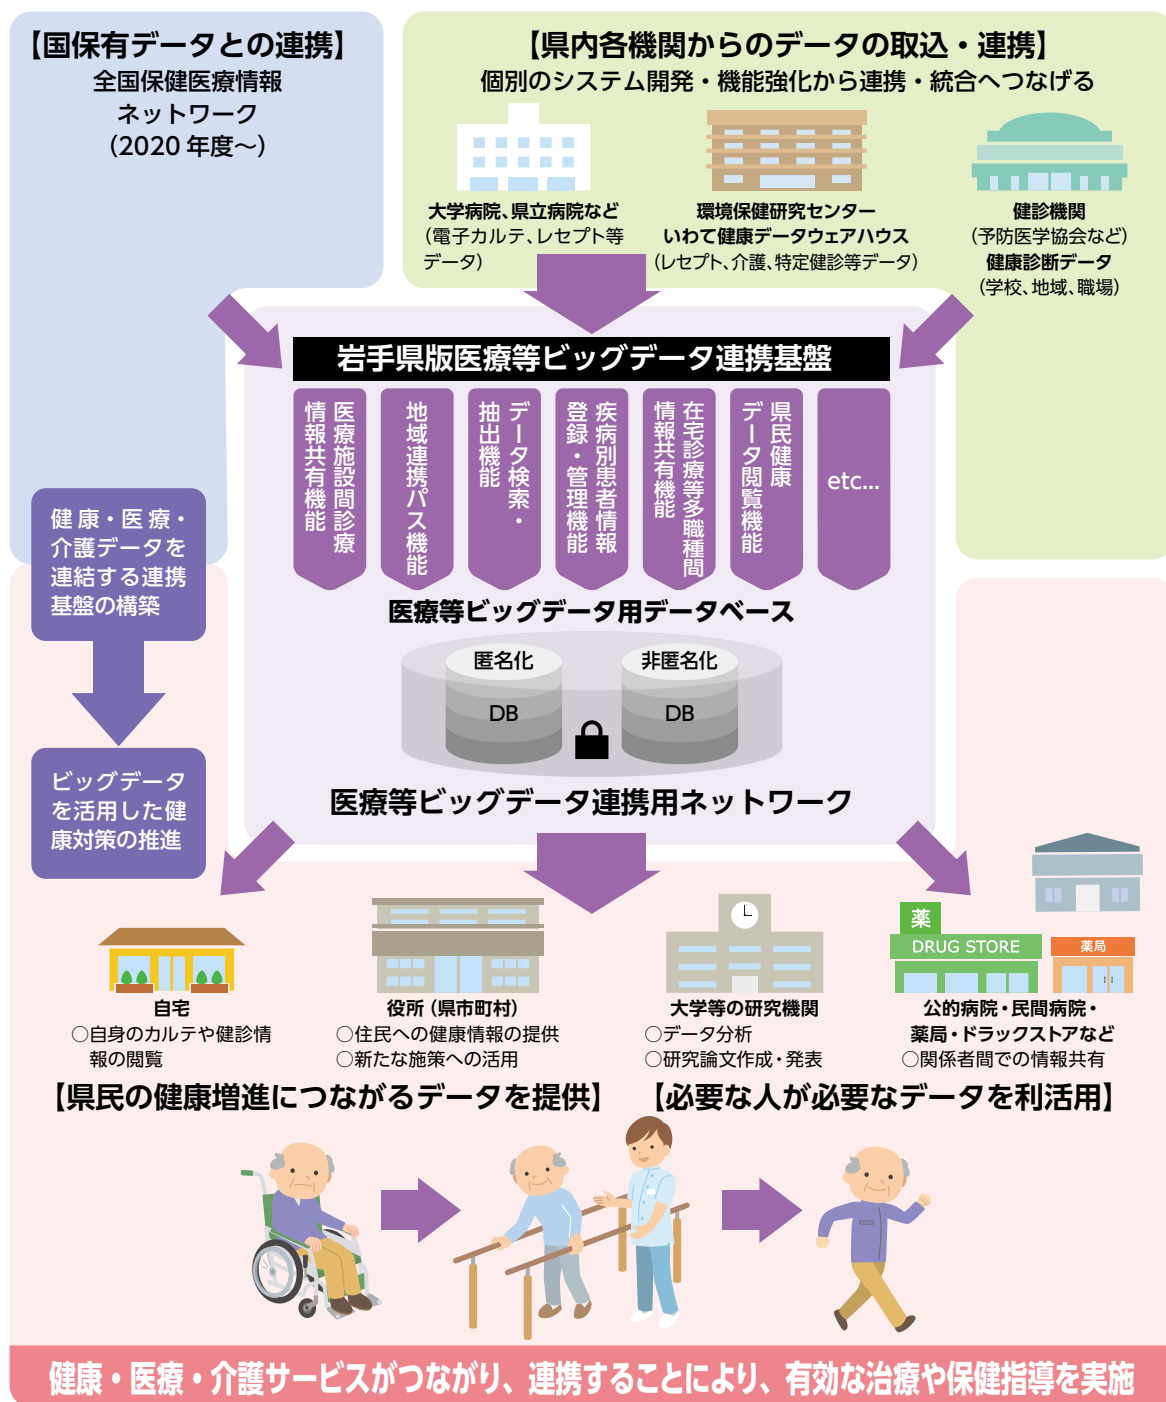 【国保有データとの連携】
全国保健医療情報
ネットワーク
（2020 年度〜）
【県内各機関からのデータの取込・連携】
個別のシステム開発・機能強化から連携・統合へつなげる
大学病院、県立病院など
（電子カルテ、レセプト等
データ）
環境保健研究センター
いわて健康データウェアハウス
（レセプト、介護、特定健診等データ）
健診機関
（予防医学協会など）
健康診断データ
（学校、地域、職場）
岩手県版医療等ビッグデータ連携基盤
医療施設間診療
情報共有機能
地域連携パス機能
データ検索・
抽出機能
疾病別患者情報
登録・管理機能
在宅診療等多職種間
情報共有機能
県民健康
データ閲覧機能
etc...
健康・医療・
介護データを
連結する連携
基盤の構築
医療等ビッグデータ用データベース
匿名化
DB
非匿名化
DB
ビッグデータ
を活用した健
康対策の推進
医療等ビッグデータ連携用ネットワーク
自宅
○自身のカルテや健診情
報の閲覧
役所（県市町村）
○住民への健康情報の提供
○新たな施策への活用
大学等の研究機関
○データ分析
○研究論文作成・発表
薬
DRUG STORE
薬局
公的病院・民間病院・
薬局・ドラックストアなど
○関係者間での情報共有
【県民の健康増進につながるデータを提供】
【必要な人が必要なデータを利活用】
健康・医療・介護サービスがつながり、連携することにより、有効な治療や保健指導を実施